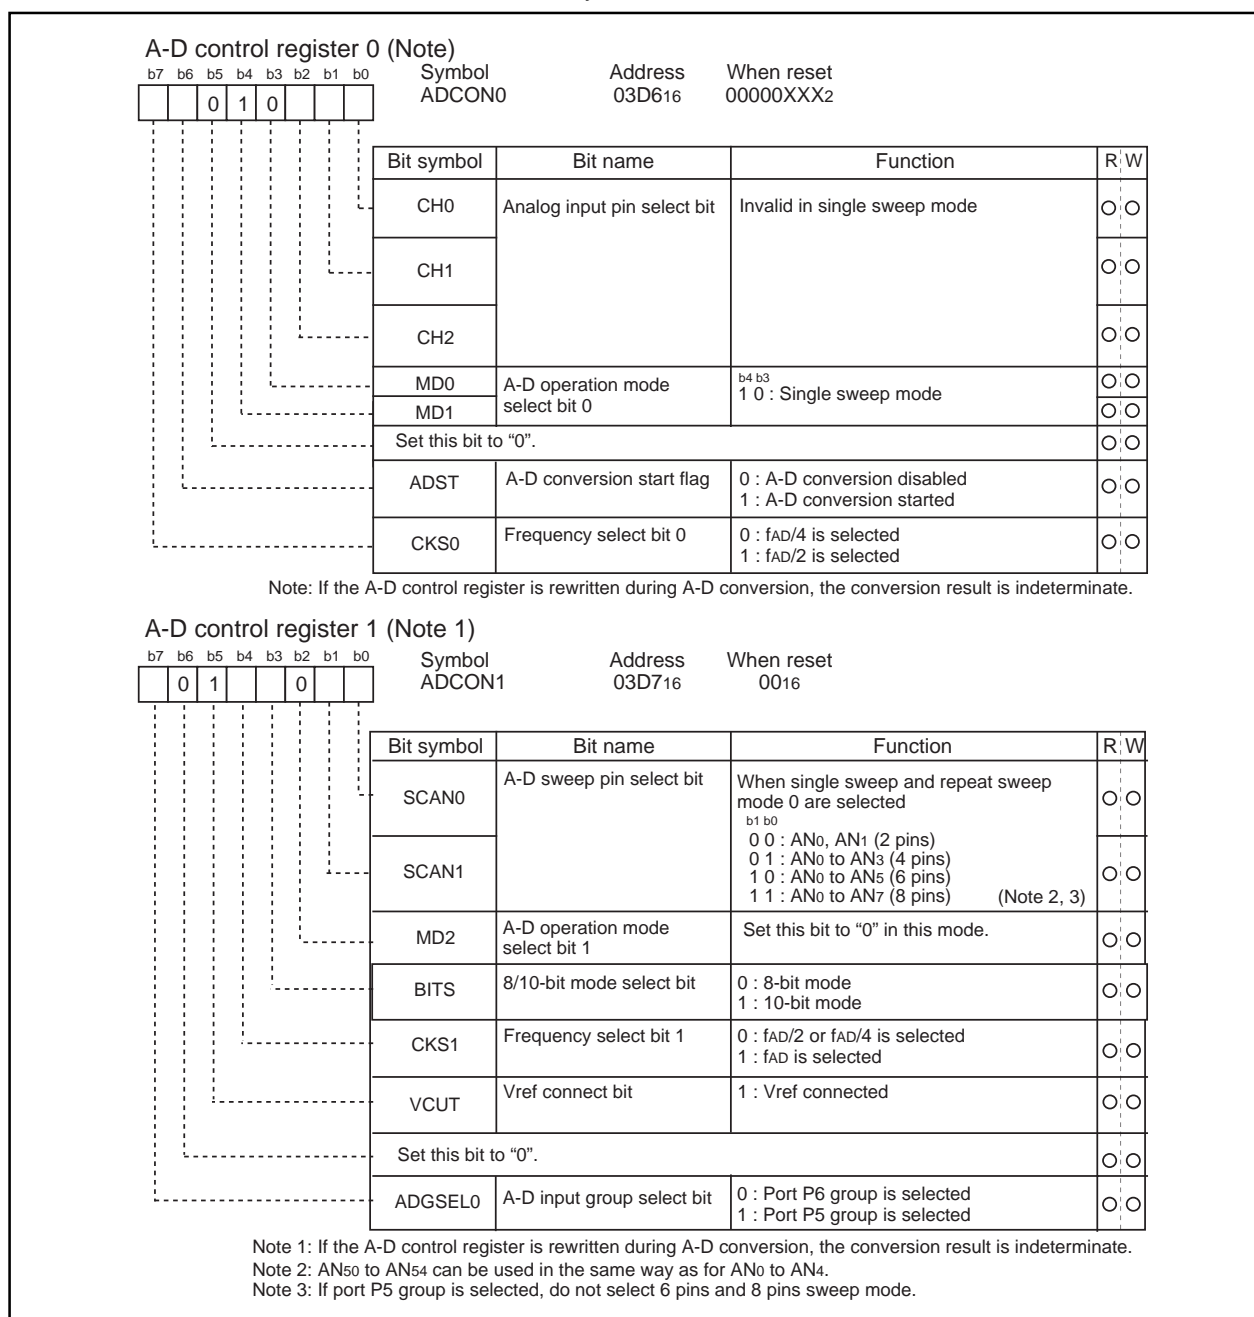 A-D control register 0 (Note)
b7 b6 b5 b4 b3 b2 b1 b0
Symbol Address When reset
ADCON0 03D616 00000XXX2
0 1 0
Bit symbol Bit name Function R W
CH0 Analog input pin select bit Invalid in single sweep mode
CH1
CH2
MD0 A-D operation mode select bit 0 b4 b3
1 0 : Single sweep mode
MD1
Set this bit to “0”.
ADST A-D conversion start flag 0 : A-D conversion disabled
1 : A-D conversion started
CKS0 Frequency select bit 0 0 : fAD/4 is selected
1 : fAD/2 is selected
Note: If the A-D control register is rewritten during A-D conversion, the conversion result is indeterminate.
A-D control register 1 (Note 1)
b7 b6 b5 b4 b3 b2 b1 b0
Symbol Address When reset
ADCON1 03D716 0016
0 1 0
Bit symbol Bit name Function R W
SCAN0 A-D sweep pin select bit When single sweep and repeat sweep
mode 0 are selected
b1 b0
0 0 : AN0, AN1 (2 pins)
0 1 : AN0 to AN3 (4 pins)
SCAN1 1 0 : AN0 to AN5 (6 pins)
1 1 : AN0 to AN7 (8 pins) (Note 2, 3)
MD2 A-D operation mode select bit 1 Set this bit to “0” in this mode.
BITS 8/10-bit mode select bit 0 : 8-bit mode
1 : 10-bit mode
CKS1 Frequency select bit 1 0 : fAD/2 or fAD/4 is selected
1 : fAD is selected
VCUT Vref connect bit 1 : Vref connected
Set this bit to “0”.
ADGSEL0 A-D input group select bit 0 : Port P6 group is selected
1 : Port P5 group is selected
Note 1: If the A-D control register is rewritten during A-D conversion, the conversion result is indeterminate.
Note 2: AN50 to AN54 can be used in the same way as for AN0 to AN4.
Note 3: If port P5 group is selected, do not select 6 pins and 8 pins sweep mode.